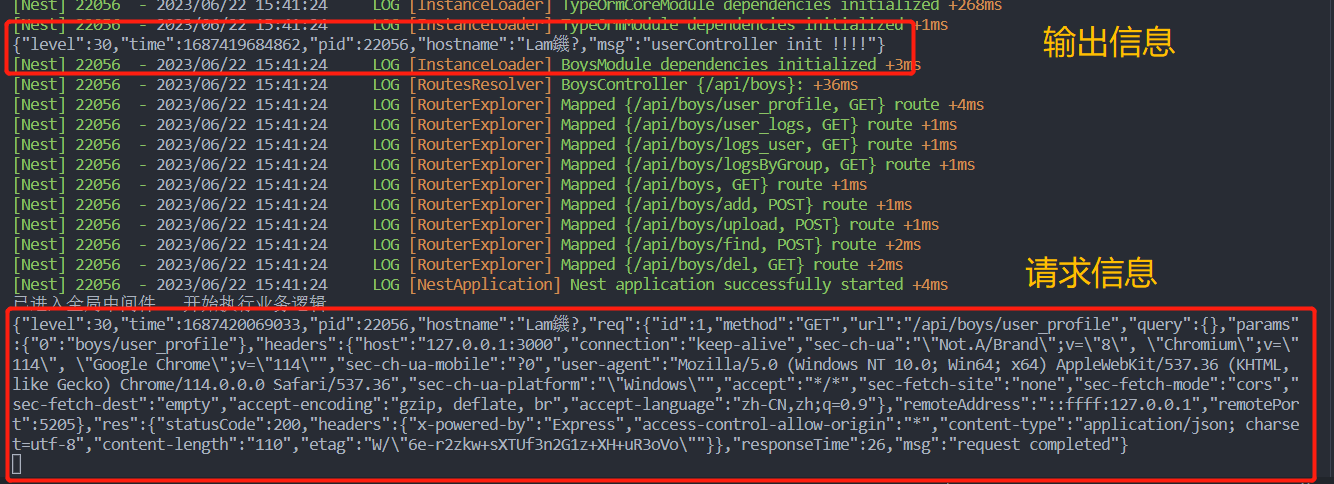 [Nest] 22056  - 2023/06/22 15:41:24     LOG [InstanceLoader] TypeOrmCoreModule dependencies initialized +268ms
[Nest] 22056  - 2023/06/22 15:41:24     LOG [InstanceLoader] TypeOrmModule dependencies initialized +1ms
{"level":30,"time":1687419684862,"pid":22056,"hostname":"Lam鐖?,"msg":"userController init !!!!"}
输出信息
[Nest] 22056  - 2023/06/22 15:41:24     LOG [InstanceLoader] BoysModule dependencies initialized +3ms
[Nest] 22056  - 2023/06/22 15:41:24     LOG [RoutesResolver] BoysController {/api/boys}: +36ms
[Nest] 22056  - 2023/06/22 15:41:24     LOG [RouterExplorer] Mapped {/api/boys/user_profile, GET} route +4ms
[Nest] 22056  - 2023/06/22 15:41:24     LOG [RouterExplorer] Mapped {/api/boys/user_logs, GET} route +1ms
[Nest] 22056  - 2023/06/22 15:41:24     LOG [RouterExplorer] Mapped {/api/boys/logs_user, GET} route +1ms
[Nest] 22056  - 2023/06/22 15:41:24     LOG [RouterExplorer] Mapped {/api/boys/logsByGroup, GET} route +1ms
[Nest] 22056  - 2023/06/22 15:41:24     LOG [RouterExplorer] Mapped {/api/boys, GET} route +1ms
[Nest] 22056  - 2023/06/22 15:41:24     LOG [RouterExplorer] Mapped {/api/boys/add, POST} route +1ms
[Nest] 22056  - 2023/06/22 15:41:24     LOG [RouterExplorer] Mapped {/api/boys/upload, POST} route +1ms
[Nest] 22056  - 2023/06/22 15:41:24     LOG [RouterExplorer] Mapped {/api/boys/find, POST} route +2ms
[Nest] 22056  - 2023/06/22 15:41:24     LOG [RouterExplorer] Mapped {/api/boys/del, GET} route +2ms
请求信息
[Nest] 22056  - 2023/06/22 15:41:24     LOG [NestApplication] Nest application successfully started +4ms
已进入全局中间件   开始执行业务逻辑
{"level":30,"time":1687420069033,"pid":22056,"hostname":"Lam鐖?,"req":{"id":1,"method":"GET","url":"/api/boys/user_profile","query":{},"params"
:{"0":"boys/user_profile"},"headers":{"host":"127.0.0.1:3000","connection":"keep-alive","sec-ch-ua":"\"Not.A/Brand\";v=\"8\", \"Chromium\";v=\"
114\", \"Google Chrome\";v=\"114\"","sec-ch-ua-mobile":"?0","user-agent":"Mozilla/5.0 (Windows NT 10.0; Win64; x64) AppleWebKit/537.36 (KHTML,
like Gecko) Chrome/114.0.0.0 Safari/537.36","sec-ch-ua-platform":"\"Windows\"","accept":"*/*","sec-fetch-site":"none","sec-fetch-mode":"cors","
sec-fetch-dest":"empty","accept-encoding":"gzip, deflate, br","accept-language":"zh-CN,zh;q=0.9"},"remoteAddress":"::ffff:127.0.0.1","remotePor
t":5205},"res":{"statusCode":200,"headers":{"x-powered-by":"Express","access-control-allow-origin":"*","content-type":"application/json; charse
t=utf-8","content-length":"110","etag":"W/\"6e-r2zkw+sXTUf3n2G1z+XH+uR3oVo\""}},"responseTime":26,"msg":"request completed"}